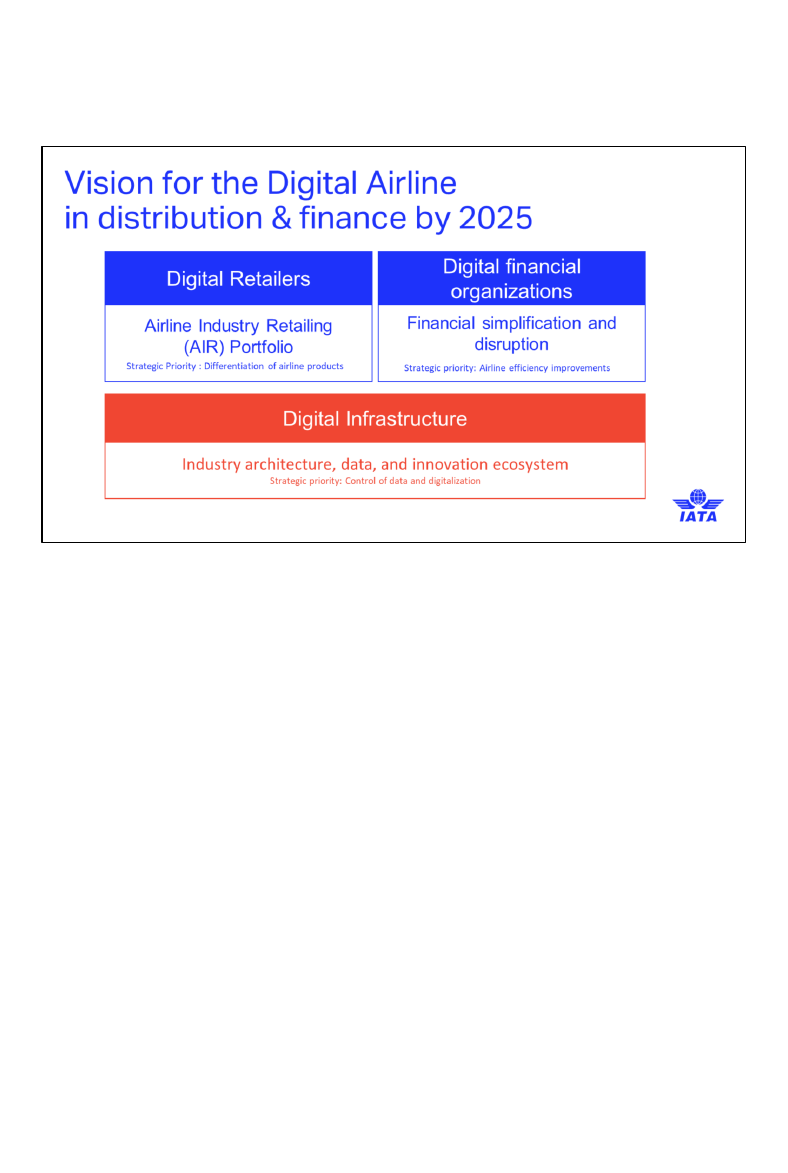 Vision for the Digital Airline
in distribution & finance by 2025
Digital Retailers
Airline Industry Retailing
(AIR) Portfolio
Strategic Priority : Differentiation of airline products
Digital financial
organizations
Financial simplification and
disruption
Strategic priority: Airline efficiency improvements
Digital Infrastructure
Industry architecture, data, and innovation ecosystem
Strategic priority: Control of data and digitalization
IATA